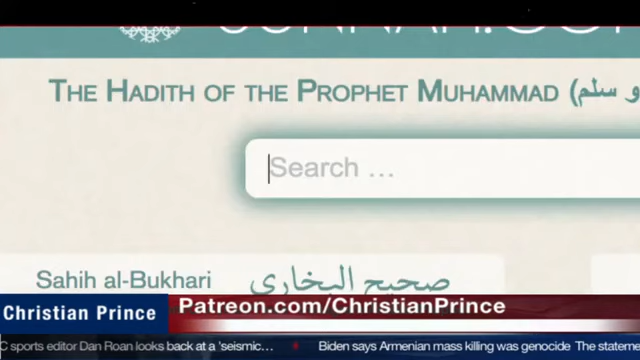 THE HADITH OF THE PROPHET MUHAMMAD (و سلم
Search ...
Sahih al-Bukhari صحيح البخاري
Christian Prince Patreon.com/ChristianPrince
C sports editor Dan Roan looks back at a 'seismic... Biden says Armenian mass killing was genocide The stateme